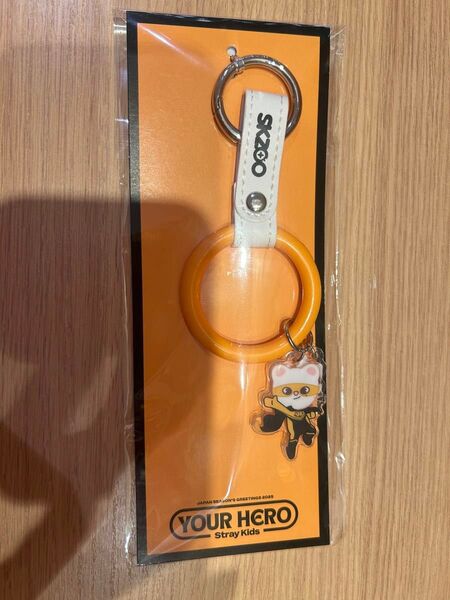 SKZOO
JAPAN SEASON'S GREETINGS 2025
YOUR HERO
Stray Kids